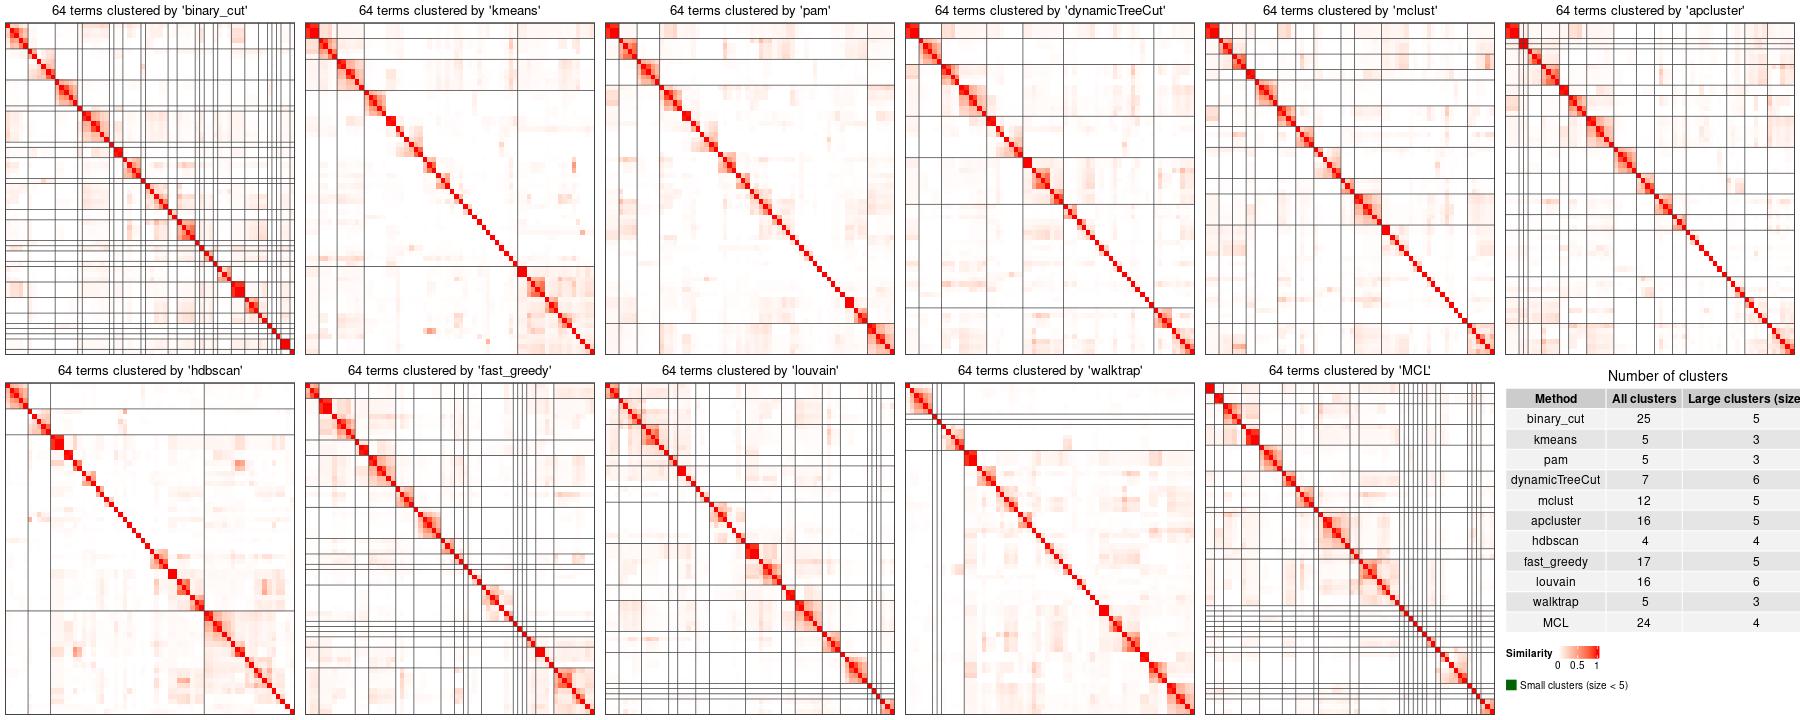 64 terms clustered by 'binary_cut'
64 terms clustered by 'kmeans'
64 terms clustered by 'pam'
64 terms clustered by 'dynamicTreeCut'
64 terms clustered by 'mclust'
64 terms clustered by 'apcluster'
64 terms clustered by 'hdbscan'
64 terms clustered by 'fast_greedy'
64 terms clustered by 'louvain'
64 terms clustered by 'walktrap'
64 terms clustered by 'MCL'
Number of clusters
Method All clusters Large clusters (size
binary_cut 25 5
kmeans 5 3
pam 5 3
dynamicTreeCut 7 6
mclust 12 5
apcluster 16 5
hdbscan 4 4
fast_greedy 17 5
louvain 16 6
walktrap 5 3
MCL 24 4
Similarity
0 0.5 1
Small clusters (size < 5)